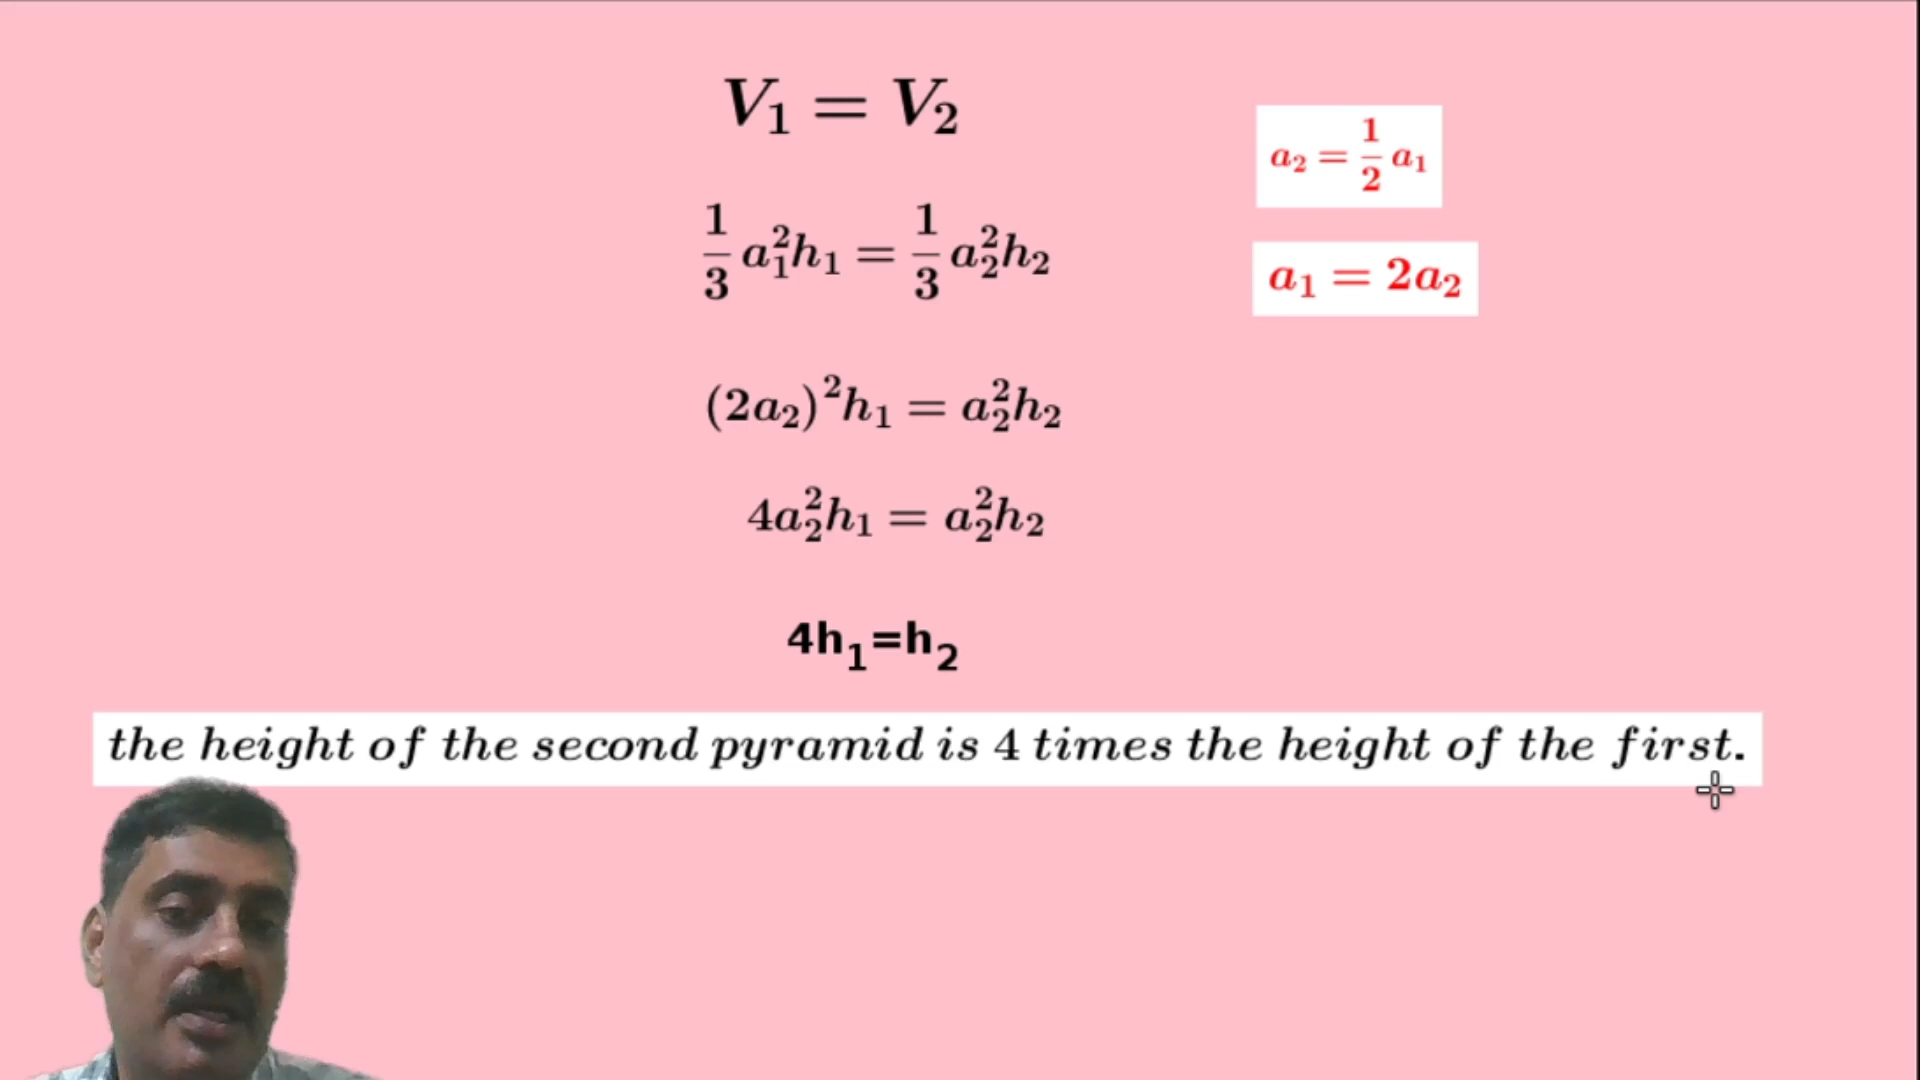 V₁ = V₂
a₂ = 1/2 a₁
1/3 a₁²h₁ = 1/3 a₂²h₂
a₁ = 2a₂
(2a₂)²h₁ = a₂²h₂
4a₂²h₁ = a₂²h₂
4h₁=h₂
the height of the second pyramid is 4 times the height of the first.